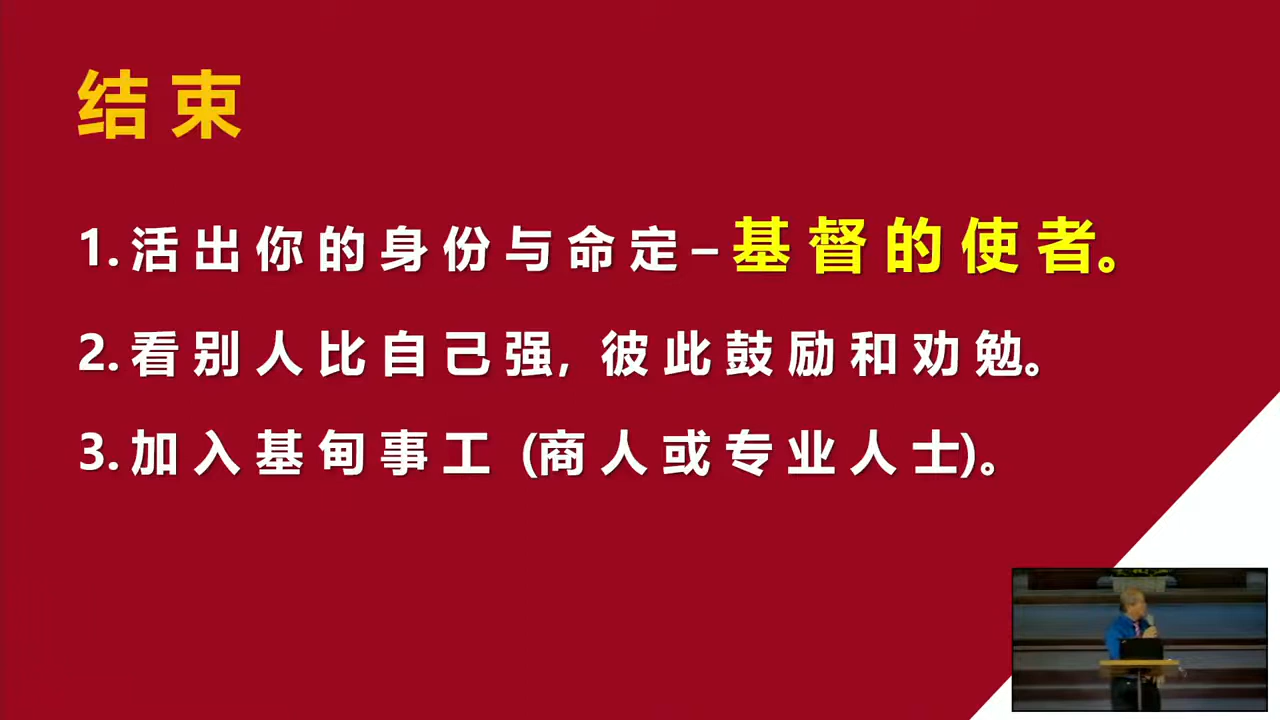 结束
1. 活出你的身份与命定 – 基督的使者。
2. 看别人比自己强, 彼此鼓励和劝勉。
3. 加入基甸事工 (商人或专业人士)。